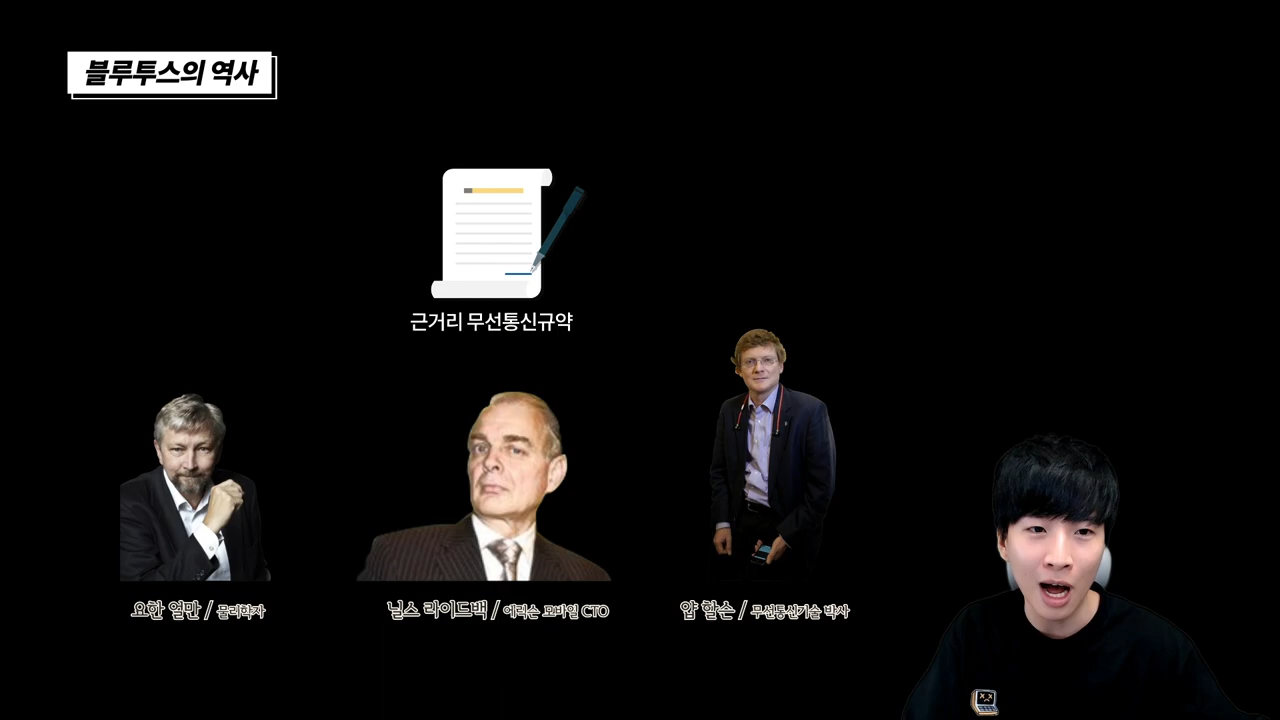 블루투스의 역사
근거리 무선통신규약
요한 얼만 / 물리학자
닐스 라이드백 / 에릭슨 모바일 CTO
얍 할슨 / 무선통신기술 박사